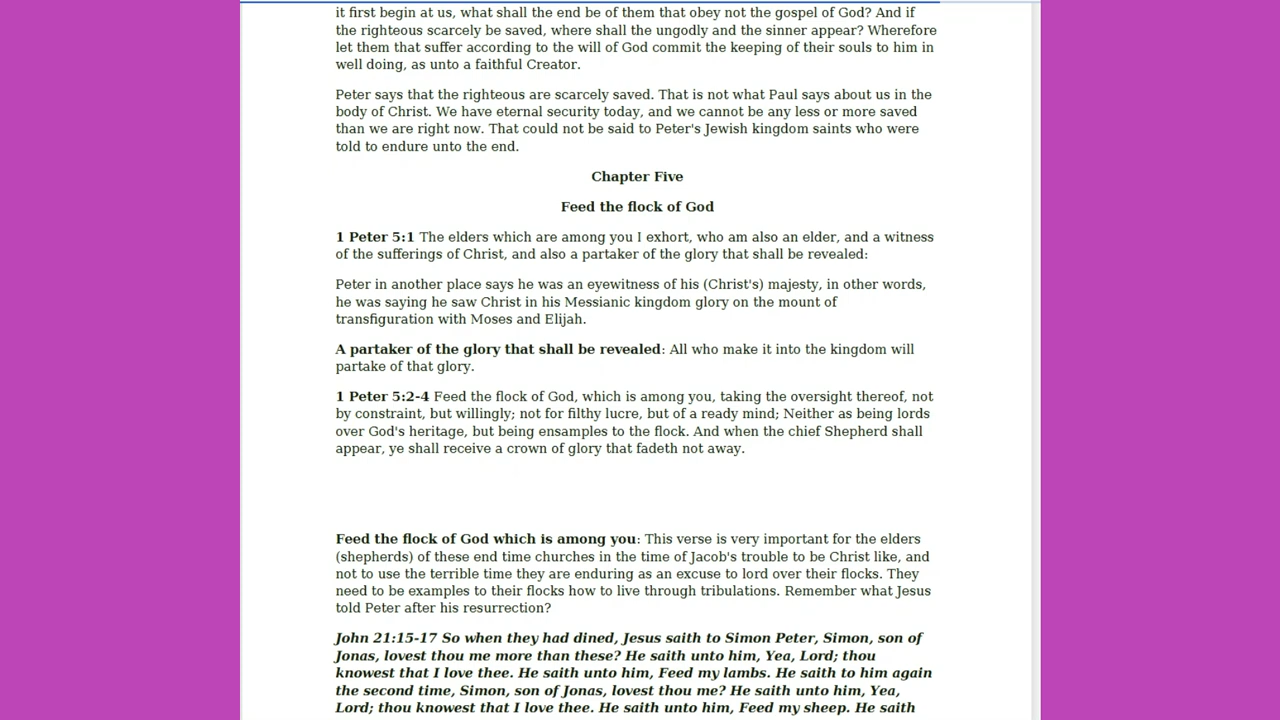 it first begin at us, what shall the end be of them that obey not the gospel of God? And if
the righteous scarcely be saved, where shall the ungodly and the sinner appear? Wherefore
let them that suffer according to the will of God commit the keeping of their souls to him in
well doing, as unto a faithful Creator.
Peter says that the righteous are scarcely saved. That is not what Paul says about us in the
body of Christ. We have eternal security today, and we cannot be any less or more saved
than we are right now. That could not be said to Peter's Jewish kingdom saints who were
told to endure unto the end.
Chapter Five
Feed the flock of God
1 Peter 5:1 The elders which are among you I exhort, who am also an elder, and a witness
of the sufferings of Christ, and also a partaker of the glory that shall be revealed:
Peter in another place says he was an eyewitness of his (Christ's) majesty, in other words,
he was saying he saw Christ in his Messianic kingdom glory on the mount of
transfiguration with Moses and Elijah.
A partaker of the glory that shall be revealed: All who make it into the kingdom will
partake of that glory.
1 Peter 5:2-4 Feed the flock of God, which is among you, taking the oversight thereof, not
by constraint, but willingly; not for filthy lucre, but of a ready mind; Neither as being lords
over God's heritage, but being ensamples to the flock. And when the chief Shepherd shall
appear, ye shall receive a crown of glory that fadeth not away.
Feed the flock of God which is among you: This verse is very important for the elders
(shepherds) of these end time churches in the time of Jacob's trouble to be Christ like, and
not to use the terrible time they are enduring as an excuse to lord over their flocks. They
need to be examples to their flocks how to live through tribulations. Remember what Jesus
told Peter after his resurrection?
John 21:15-17 So when they had dined, Jesus saith to Simon Peter, Simon, son of
Jonas, lovest thou me more than these? He saith unto him, Yea, Lord; thou
knowest that I love thee. He saith unto him, Feed my lambs. He saith to him again
the second time, Simon, son of Jonas, lovest thou me? He saith unto him, Yea,
Lord; thou knowest that I love thee. He saith unto him, Feed my sheep. He saith